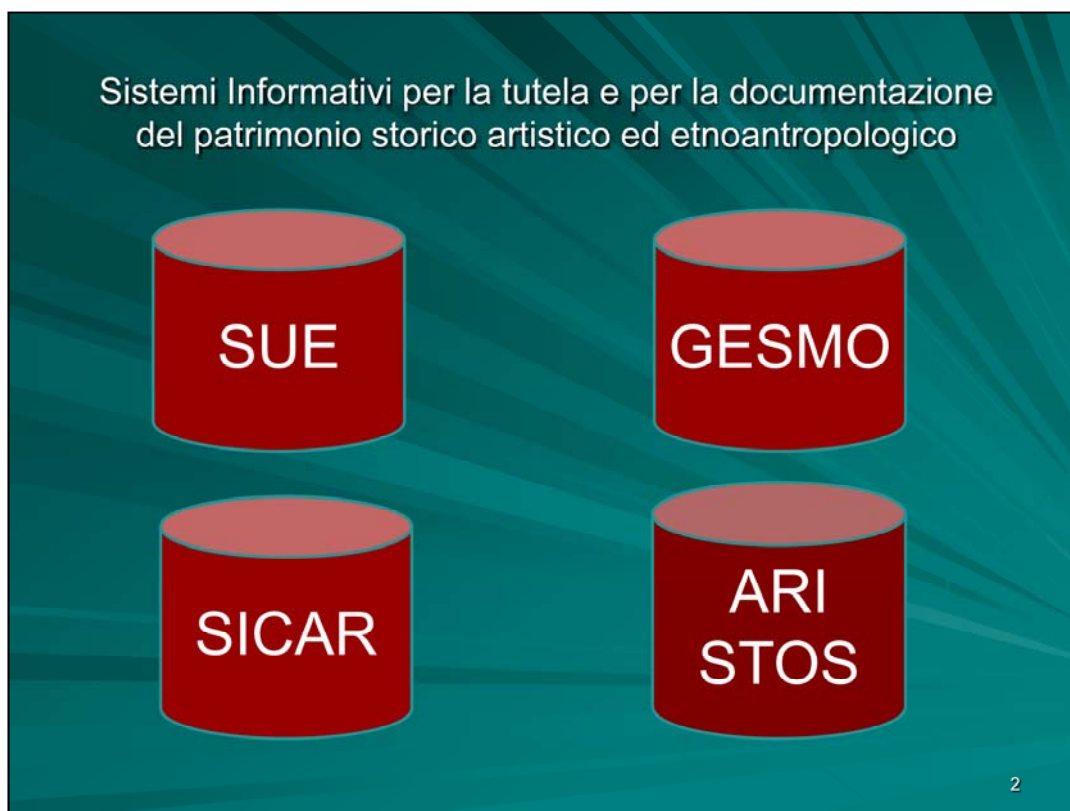 Sistemi Informativi per la tutela e per la documentazione
del patrimonio storico artistico ed etnoantropologico
SUE
GESMO
SICAR
ARI
STOS
2